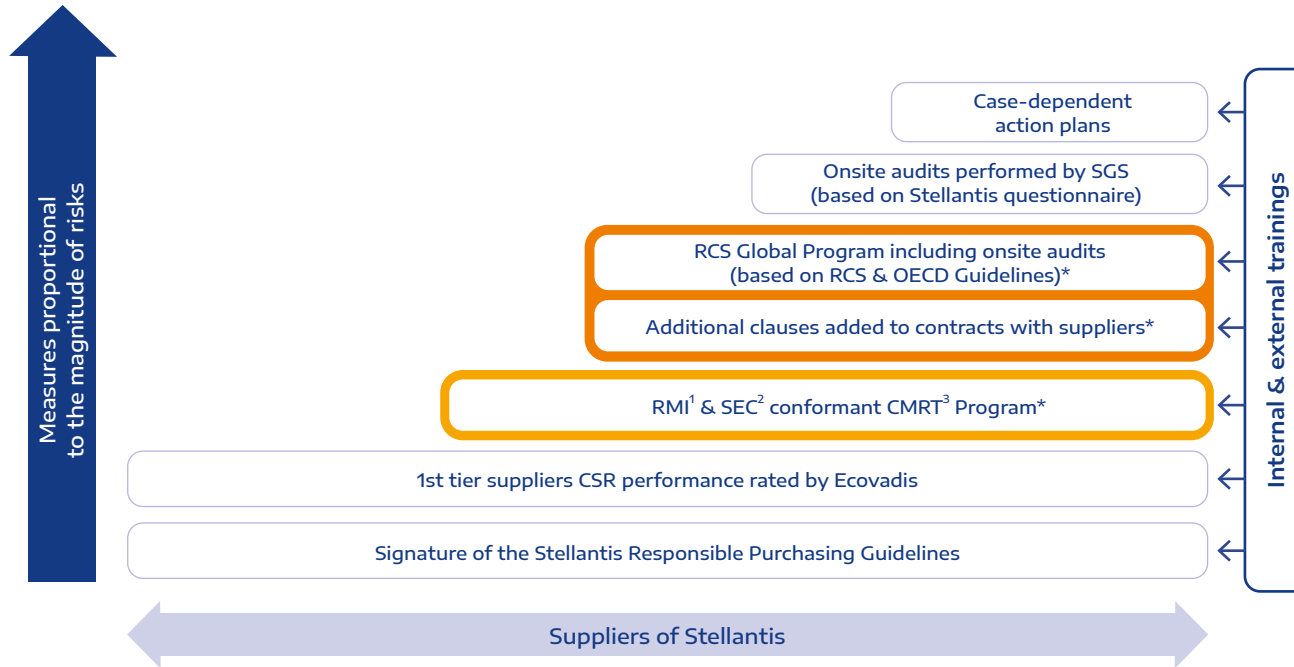 Measures proportional
to the magnitude of risks
Case-dependent
action plans
Onsite audits performed by SGS
(based on Stellantis questionnaire)
RCS Global Program including onsite audits
(based on RCS & OECD Guidelines)*
Additional clauses added to contracts with suppliers*
RMI¹ & SEC² conformant CMRT³ Program*
1st tier suppliers CSR performance rated by Ecovadis
Signature of the Stellantis Responsible Purchasing Guidelines
Internal & external trainings
Suppliers of Stellantis